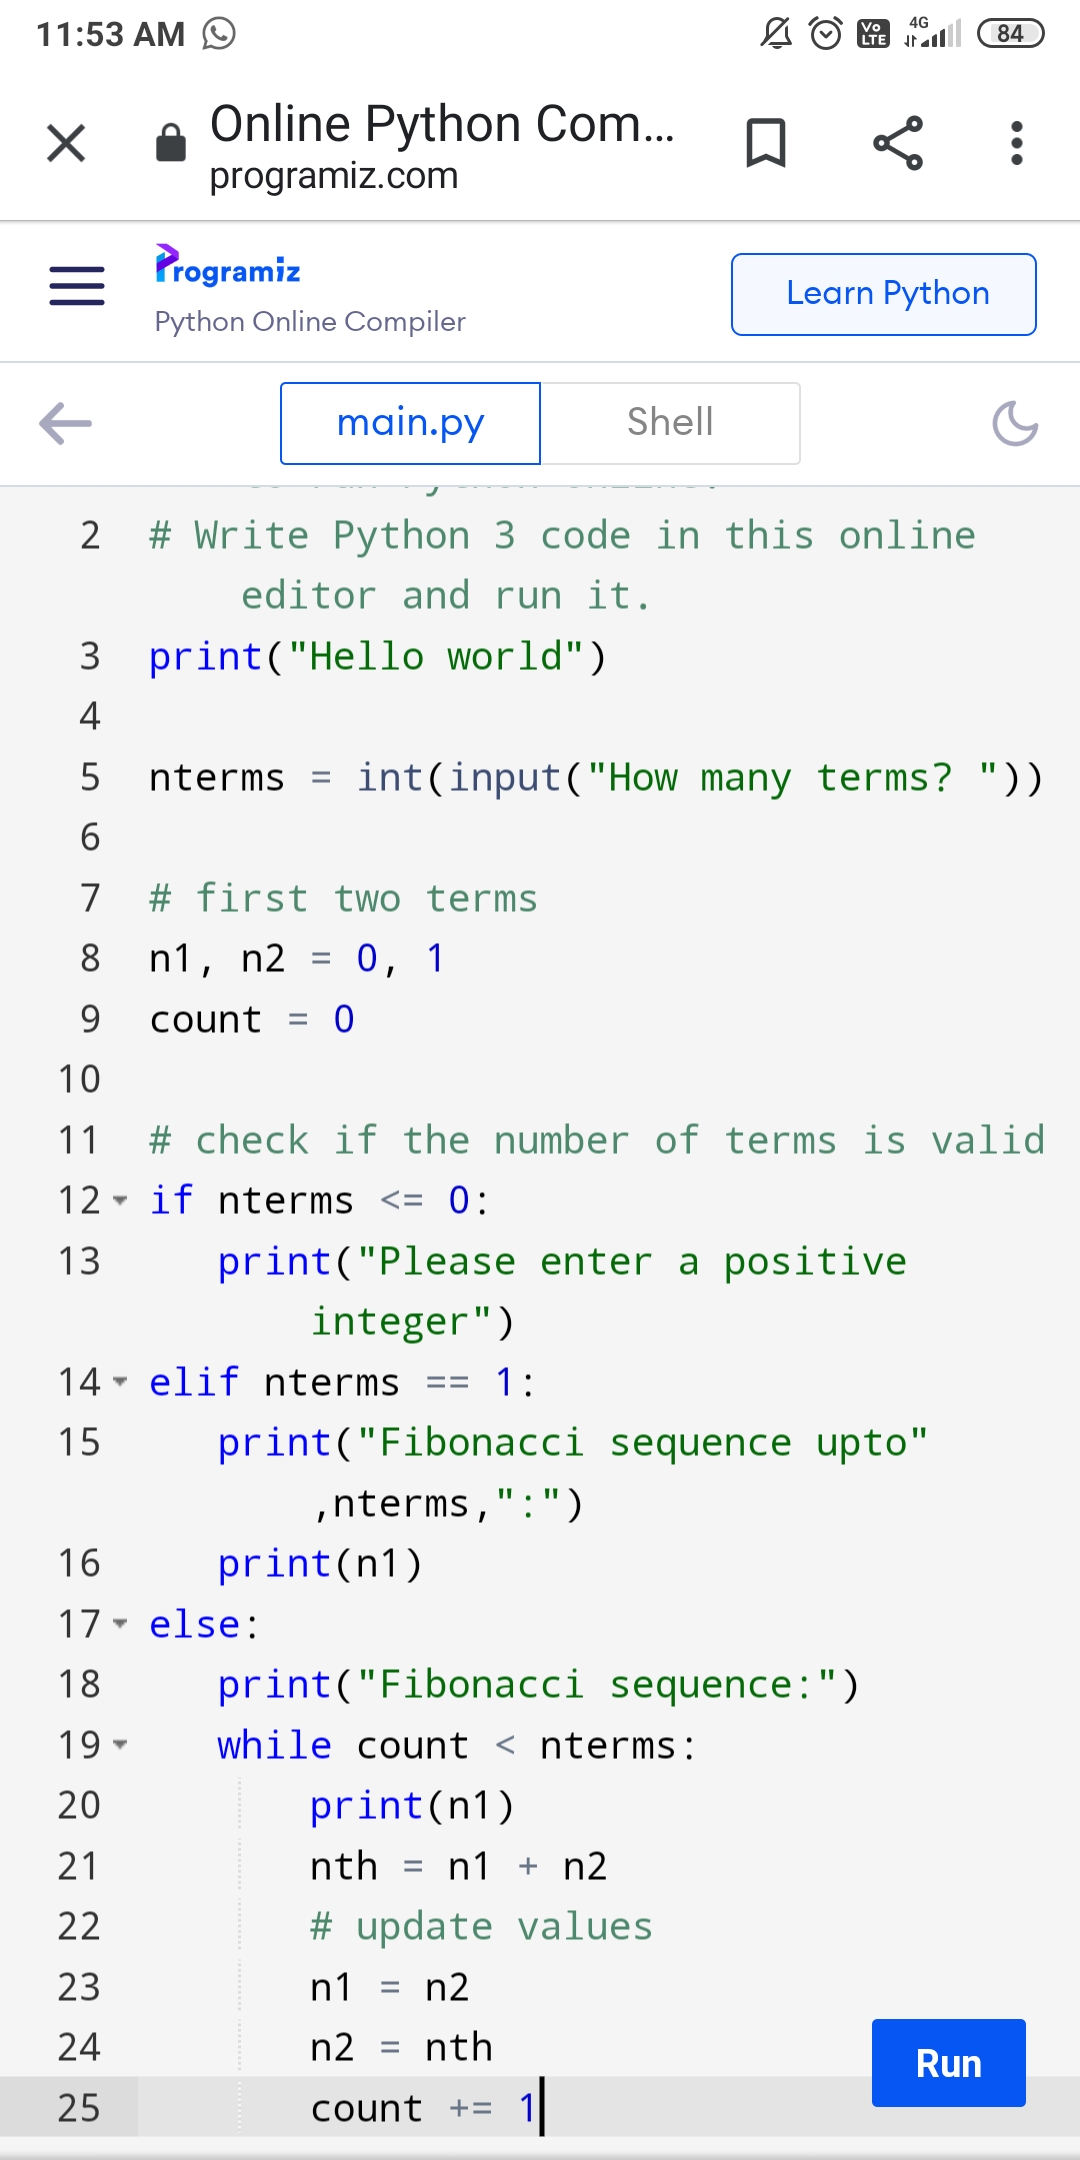 11:53 AM
Vo LTE
4G
84
Online Python Com...
programiz.com
Programiz
Python Online Compiler
Learn Python
main.py
Shell
2 # Write Python 3 code in this online
editor and run it.
3 print("Hello world")
4
5 nterms = int(input("How many terms? "))
6
7 # first two terms
8 n1, n2 = 0, 1
9 count = 0
10
11 # check if the number of terms is valid
12 if nterms <= 0:
13 print("Please enter a positive
integer")
14 elif nterms == 1:
15 print("Fibonacci sequence upto"
,nterms,":")
16 print(n1)
17 else:
18 print("Fibonacci sequence:")
19 while count < nterms:
20 print(n1)
21 nth = n1 + n2
22 # update values
23 n1 = n2
24 n2 = nth
25 count += 1
Run